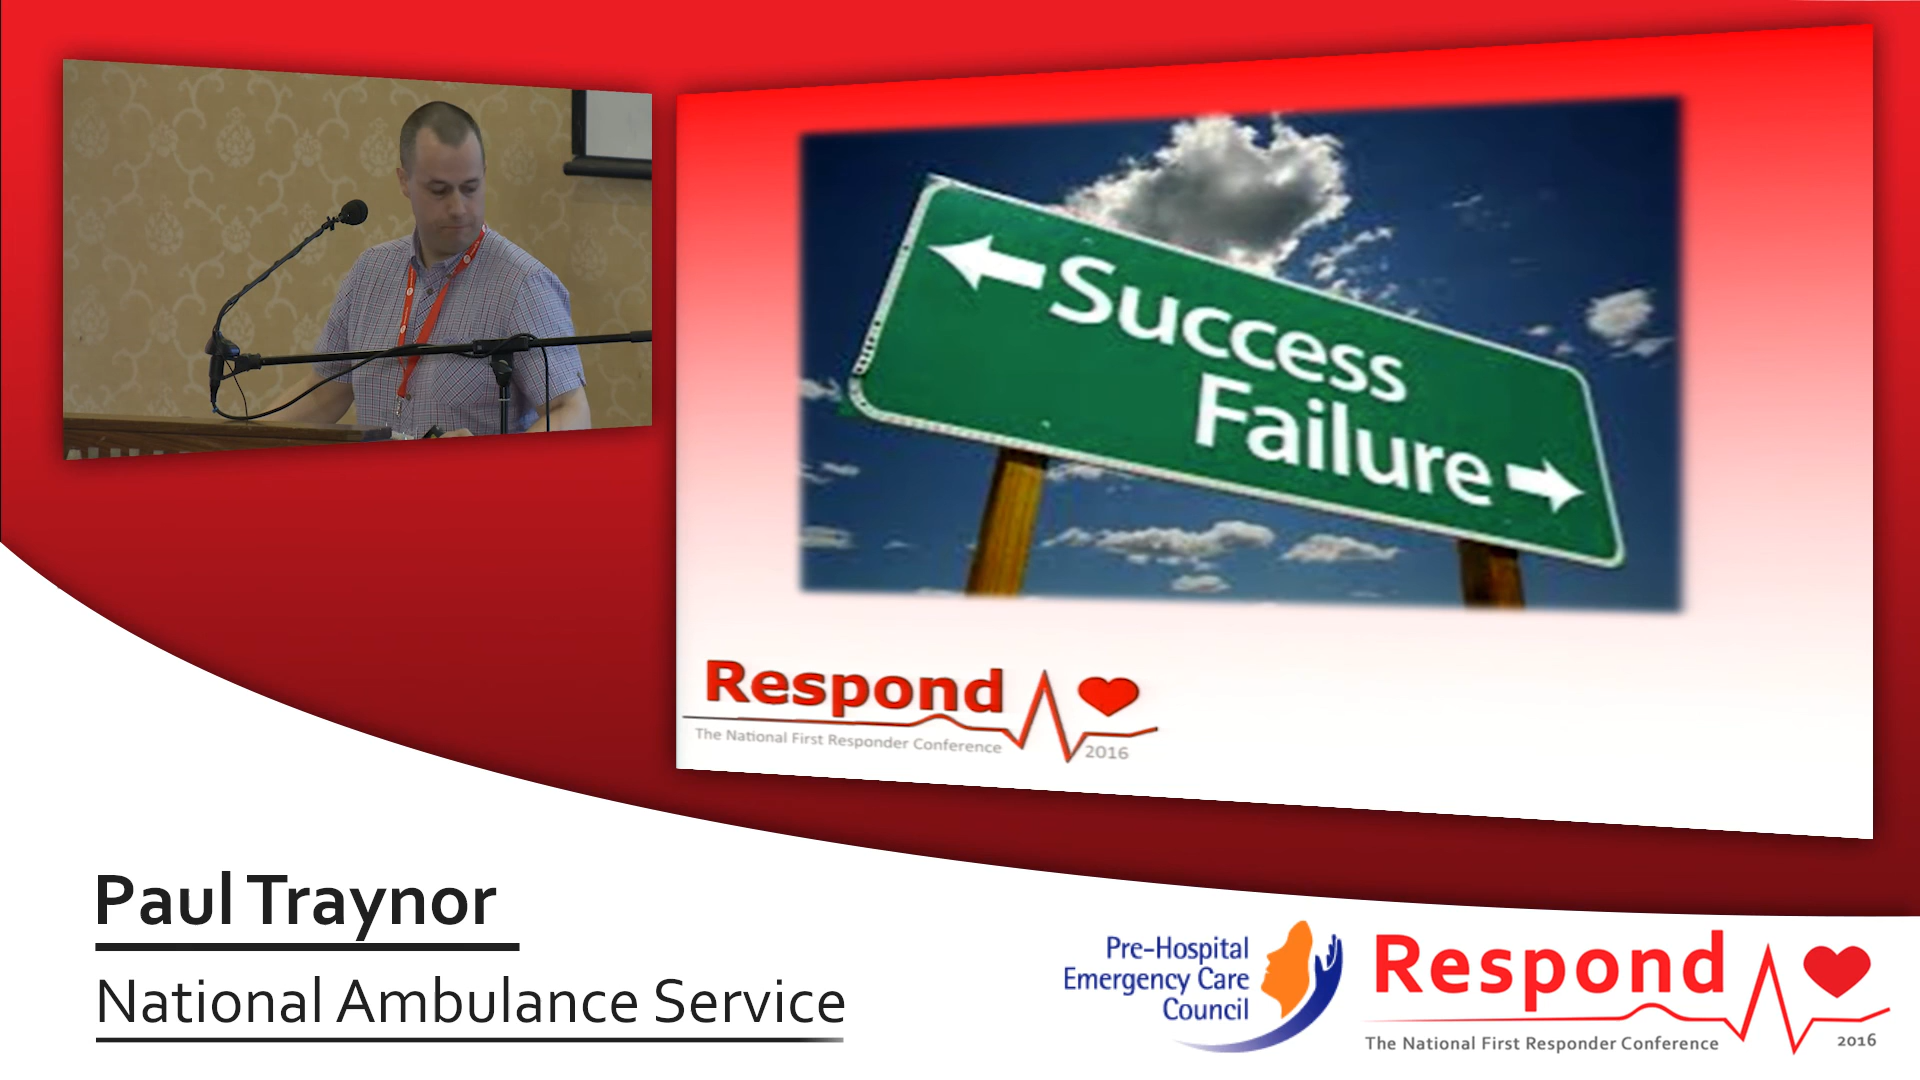 Success
Failure
Respond
The National First Responder Conference
2016
Paul Traynor
National Ambulance Service
Pre-Hospital
Emergency Care
Council
Respond
The National First Responder Conference
2016